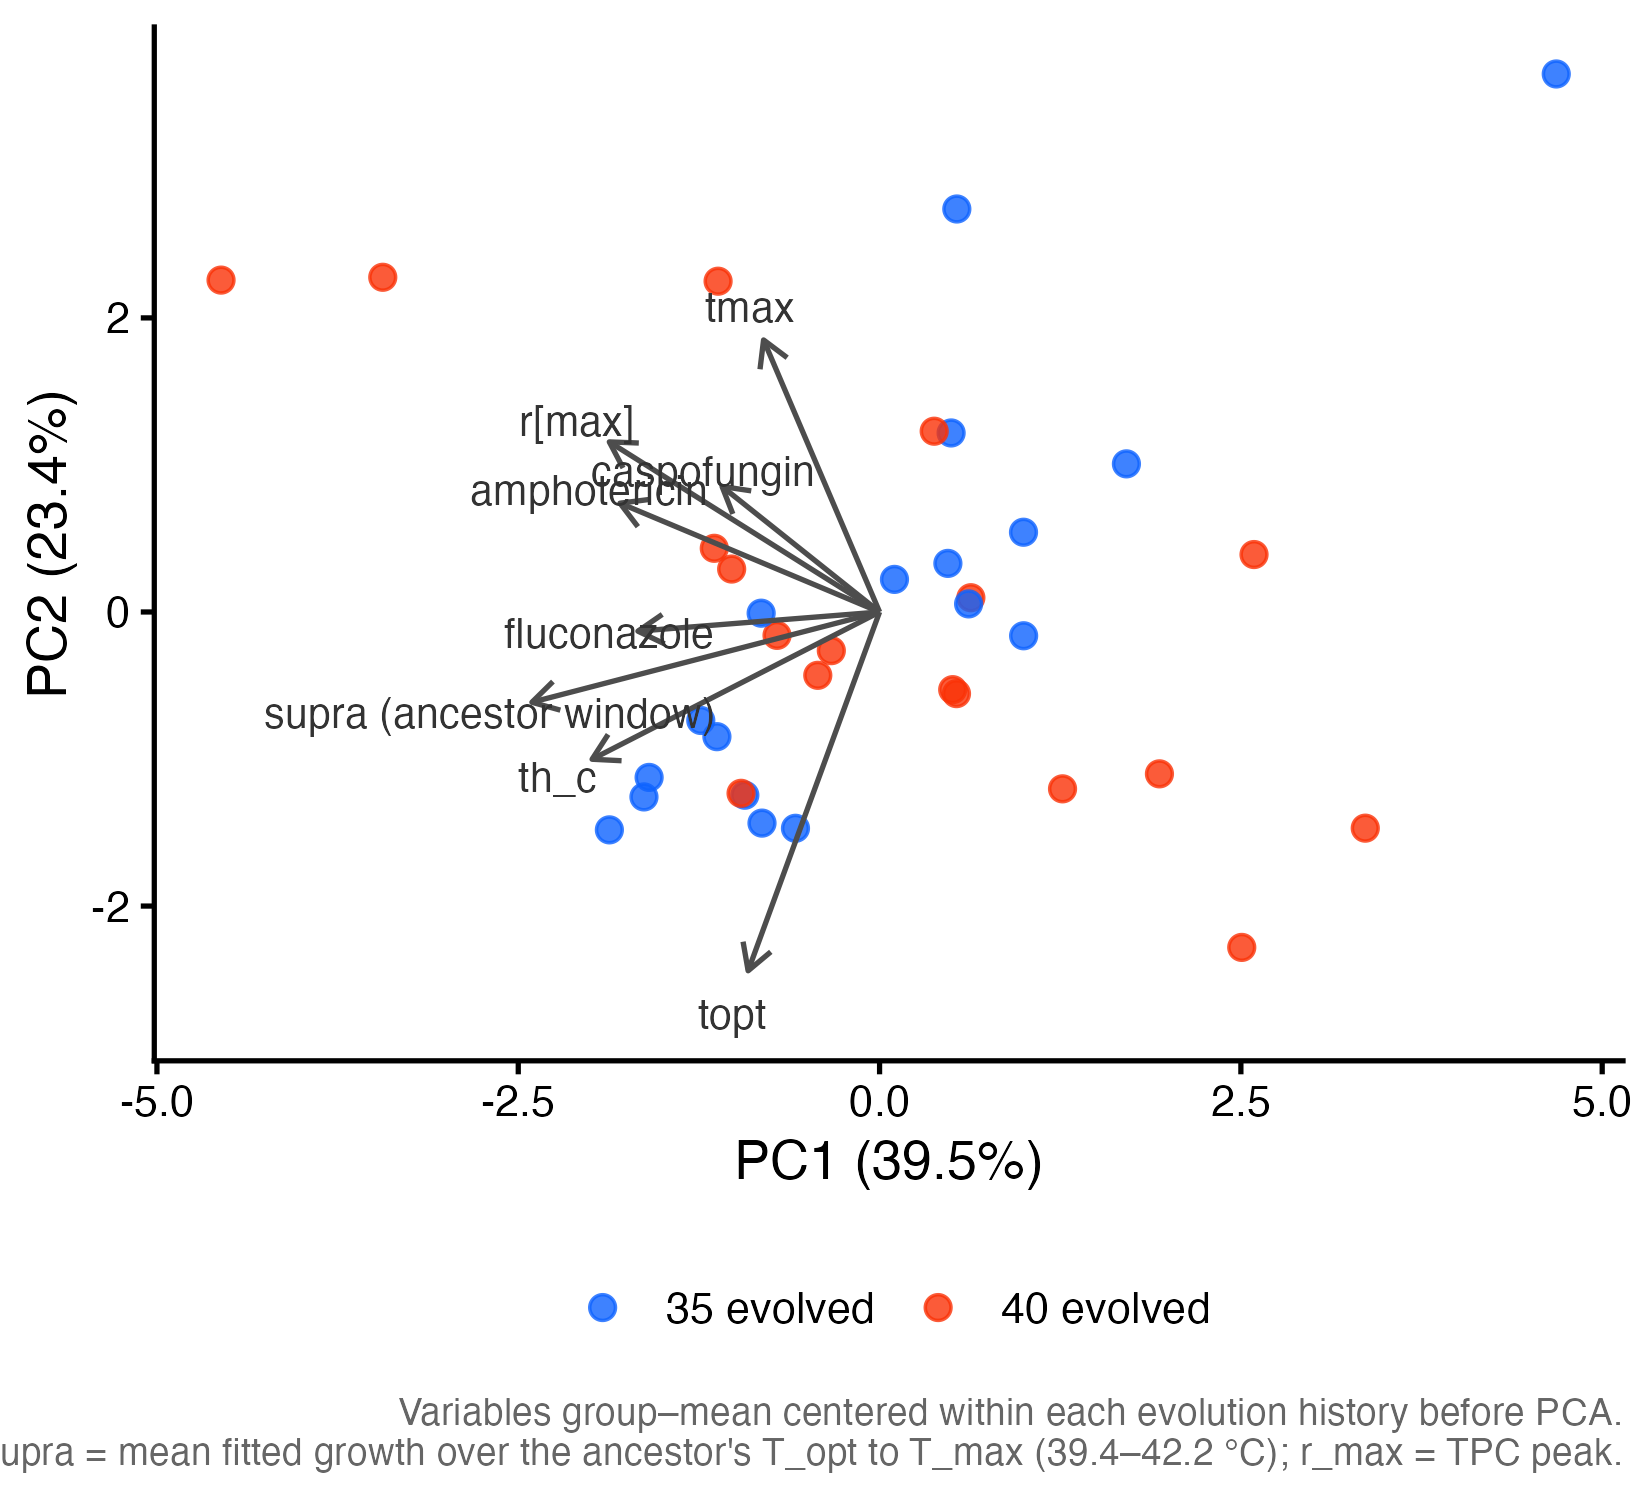 tmax
r[max]
caspofungin
amphotericin
fluconazole
supra (ancestor window)
th_c
topt
PC2 (23.4%)
2
0
-2
-5.0
-2.5
0.0
2.5
5.0
PC1 (39.5%)
35 evolved
40 evolved
Variables group–mean centered within each evolution history before PCA.
upra = mean fitted growth over the ancestor's T_opt to T_max (39.4–42.2 °C); r_max = TPC peak.